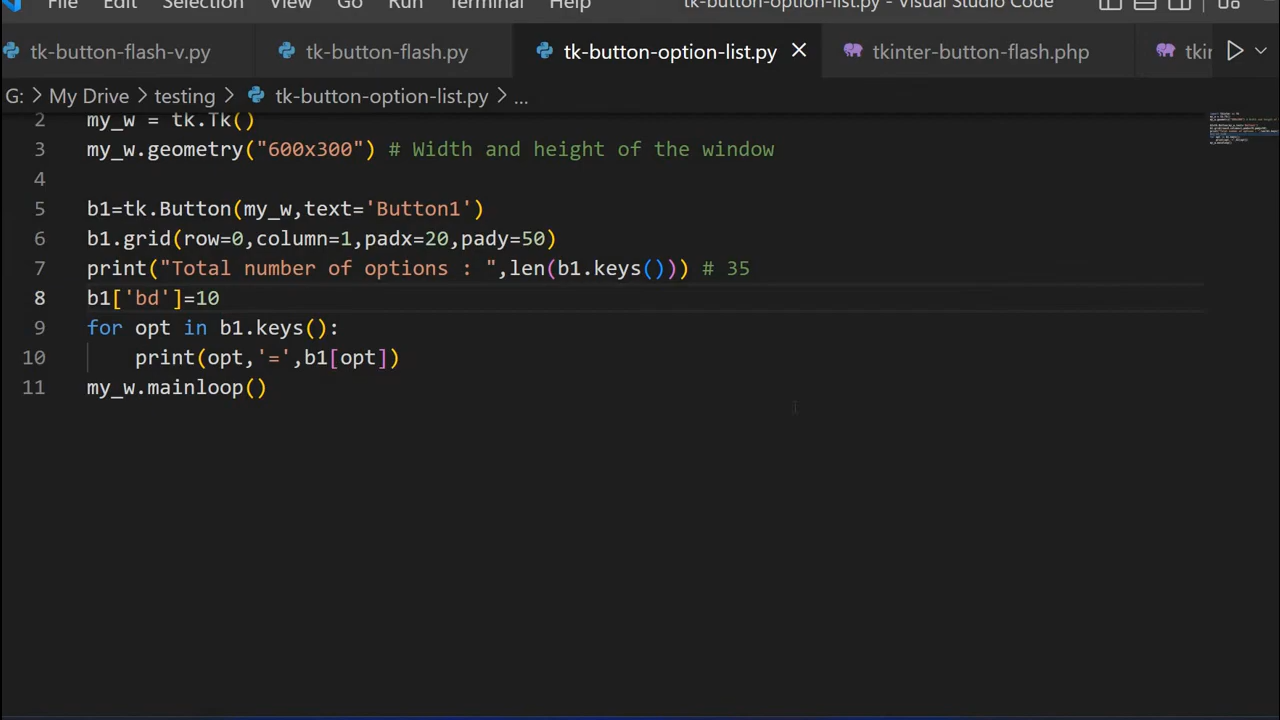 File Edit Selection View Go Run Terminal Help tk-button-option-list.py - Visual Studio Code
tk-button-flash-v.py tk-button-flash.py tk-button-option-list.py tkinter-button-flash.php
G: > My Drive > testing > tk-button-option-list.py > ...
2 my_w = tk.Tk()
3 my_w.geometry("600x300") # Width and height of the window
4
5 b1=tk.Button(my_w,text='Button1')
6 b1.grid(row=0,column=1,padx=20,pady=50)
7 print("Total number of options : ",len(b1.keys())) # 35
8 b1['bd']=10
9 for opt in b1.keys():
10 print(opt,'=',b1[opt])
11 my_w.mainloop()